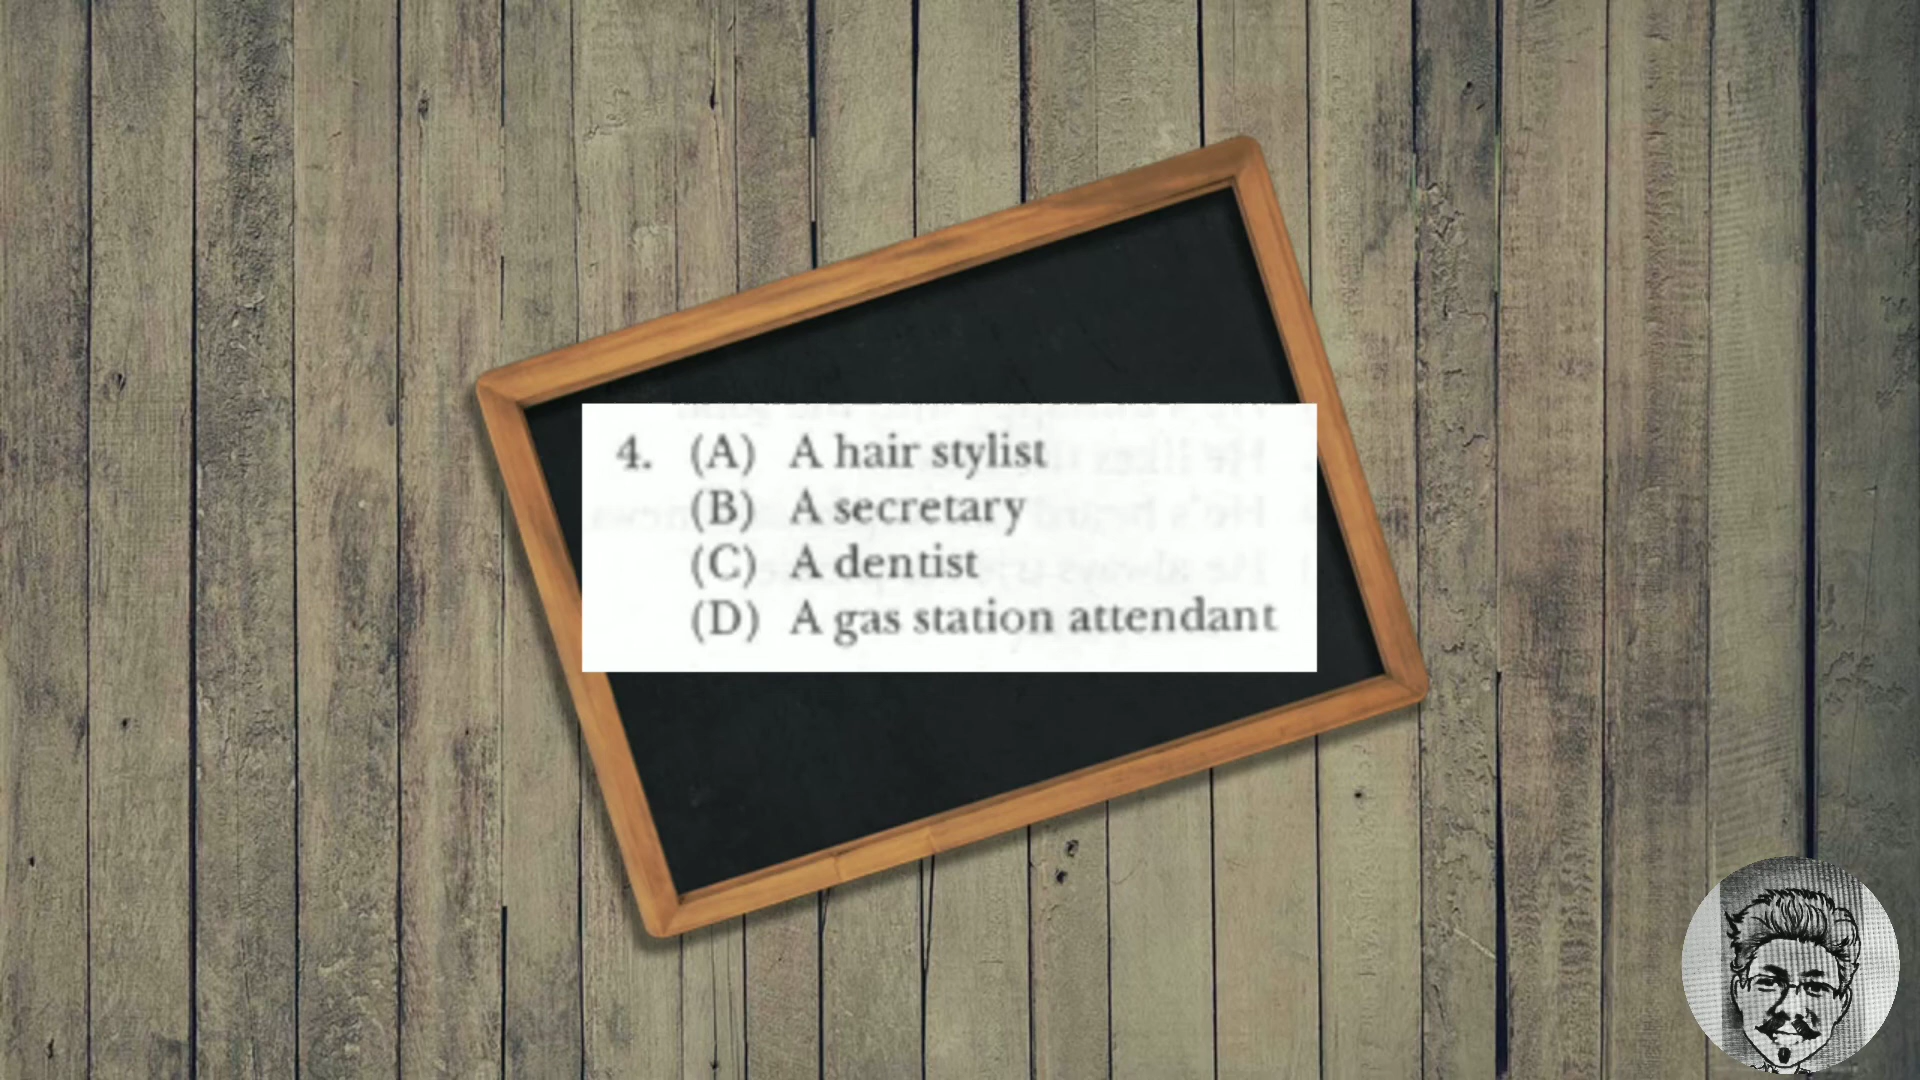 4. (A) A hair stylist
(B) A secretary
(C) A dentist
(D) A gas station attendant